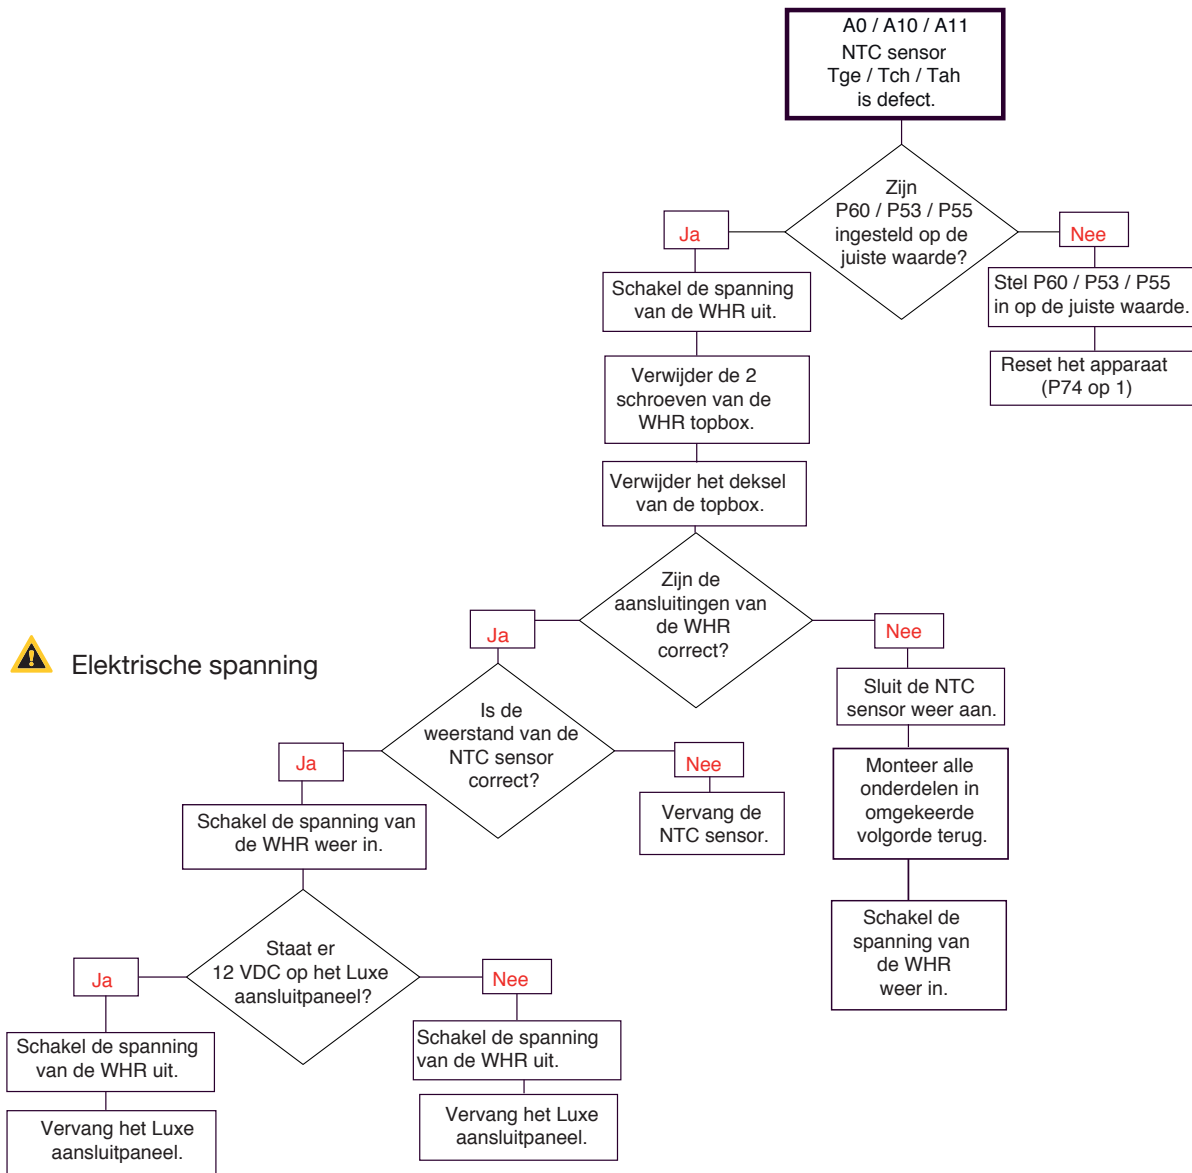 A0 / A10 / A11
NTC sensor
Tge / Tch / Tah
is defect.
Zijn
P60 / P53 / P55
ingesteld op de
juiste waarde?
Ja
Nee
Schakel de spanning
van de WHR uit.
Stel P60 / P53 / P55
in op de juiste waarde.
Verwijder de 2
schroeven van de
WHR topbox.
Reset het apparaat
(P74 op 1)
Verwijder het deksel
van de topbox.
Zijn de
aansluitingen van
de WHR
correct?
Ja
Nee
Elektrische spanning
Sluit de NTC
sensor weer aan.
Is de
weerstand van de
NTC sensor
correct?
Ja
Nee
Monteer alle
onderdelen in
omgekeerde
volgorde terug.
Schakel de spanning van
de WHR weer in.
Vervang de
NTC sensor.
Schakel de
spanning van
de WHR
weer in.
Staat er
12 VDC op het Luxe
aansluitpaneel?
Ja
Nee
Schakel de spanning
van de WHR uit.
Schakel de spanning
van de WHR uit.
Vervang het Luxe
aansluitpaneel.
Vervang het Luxe
aansluitpaneel.